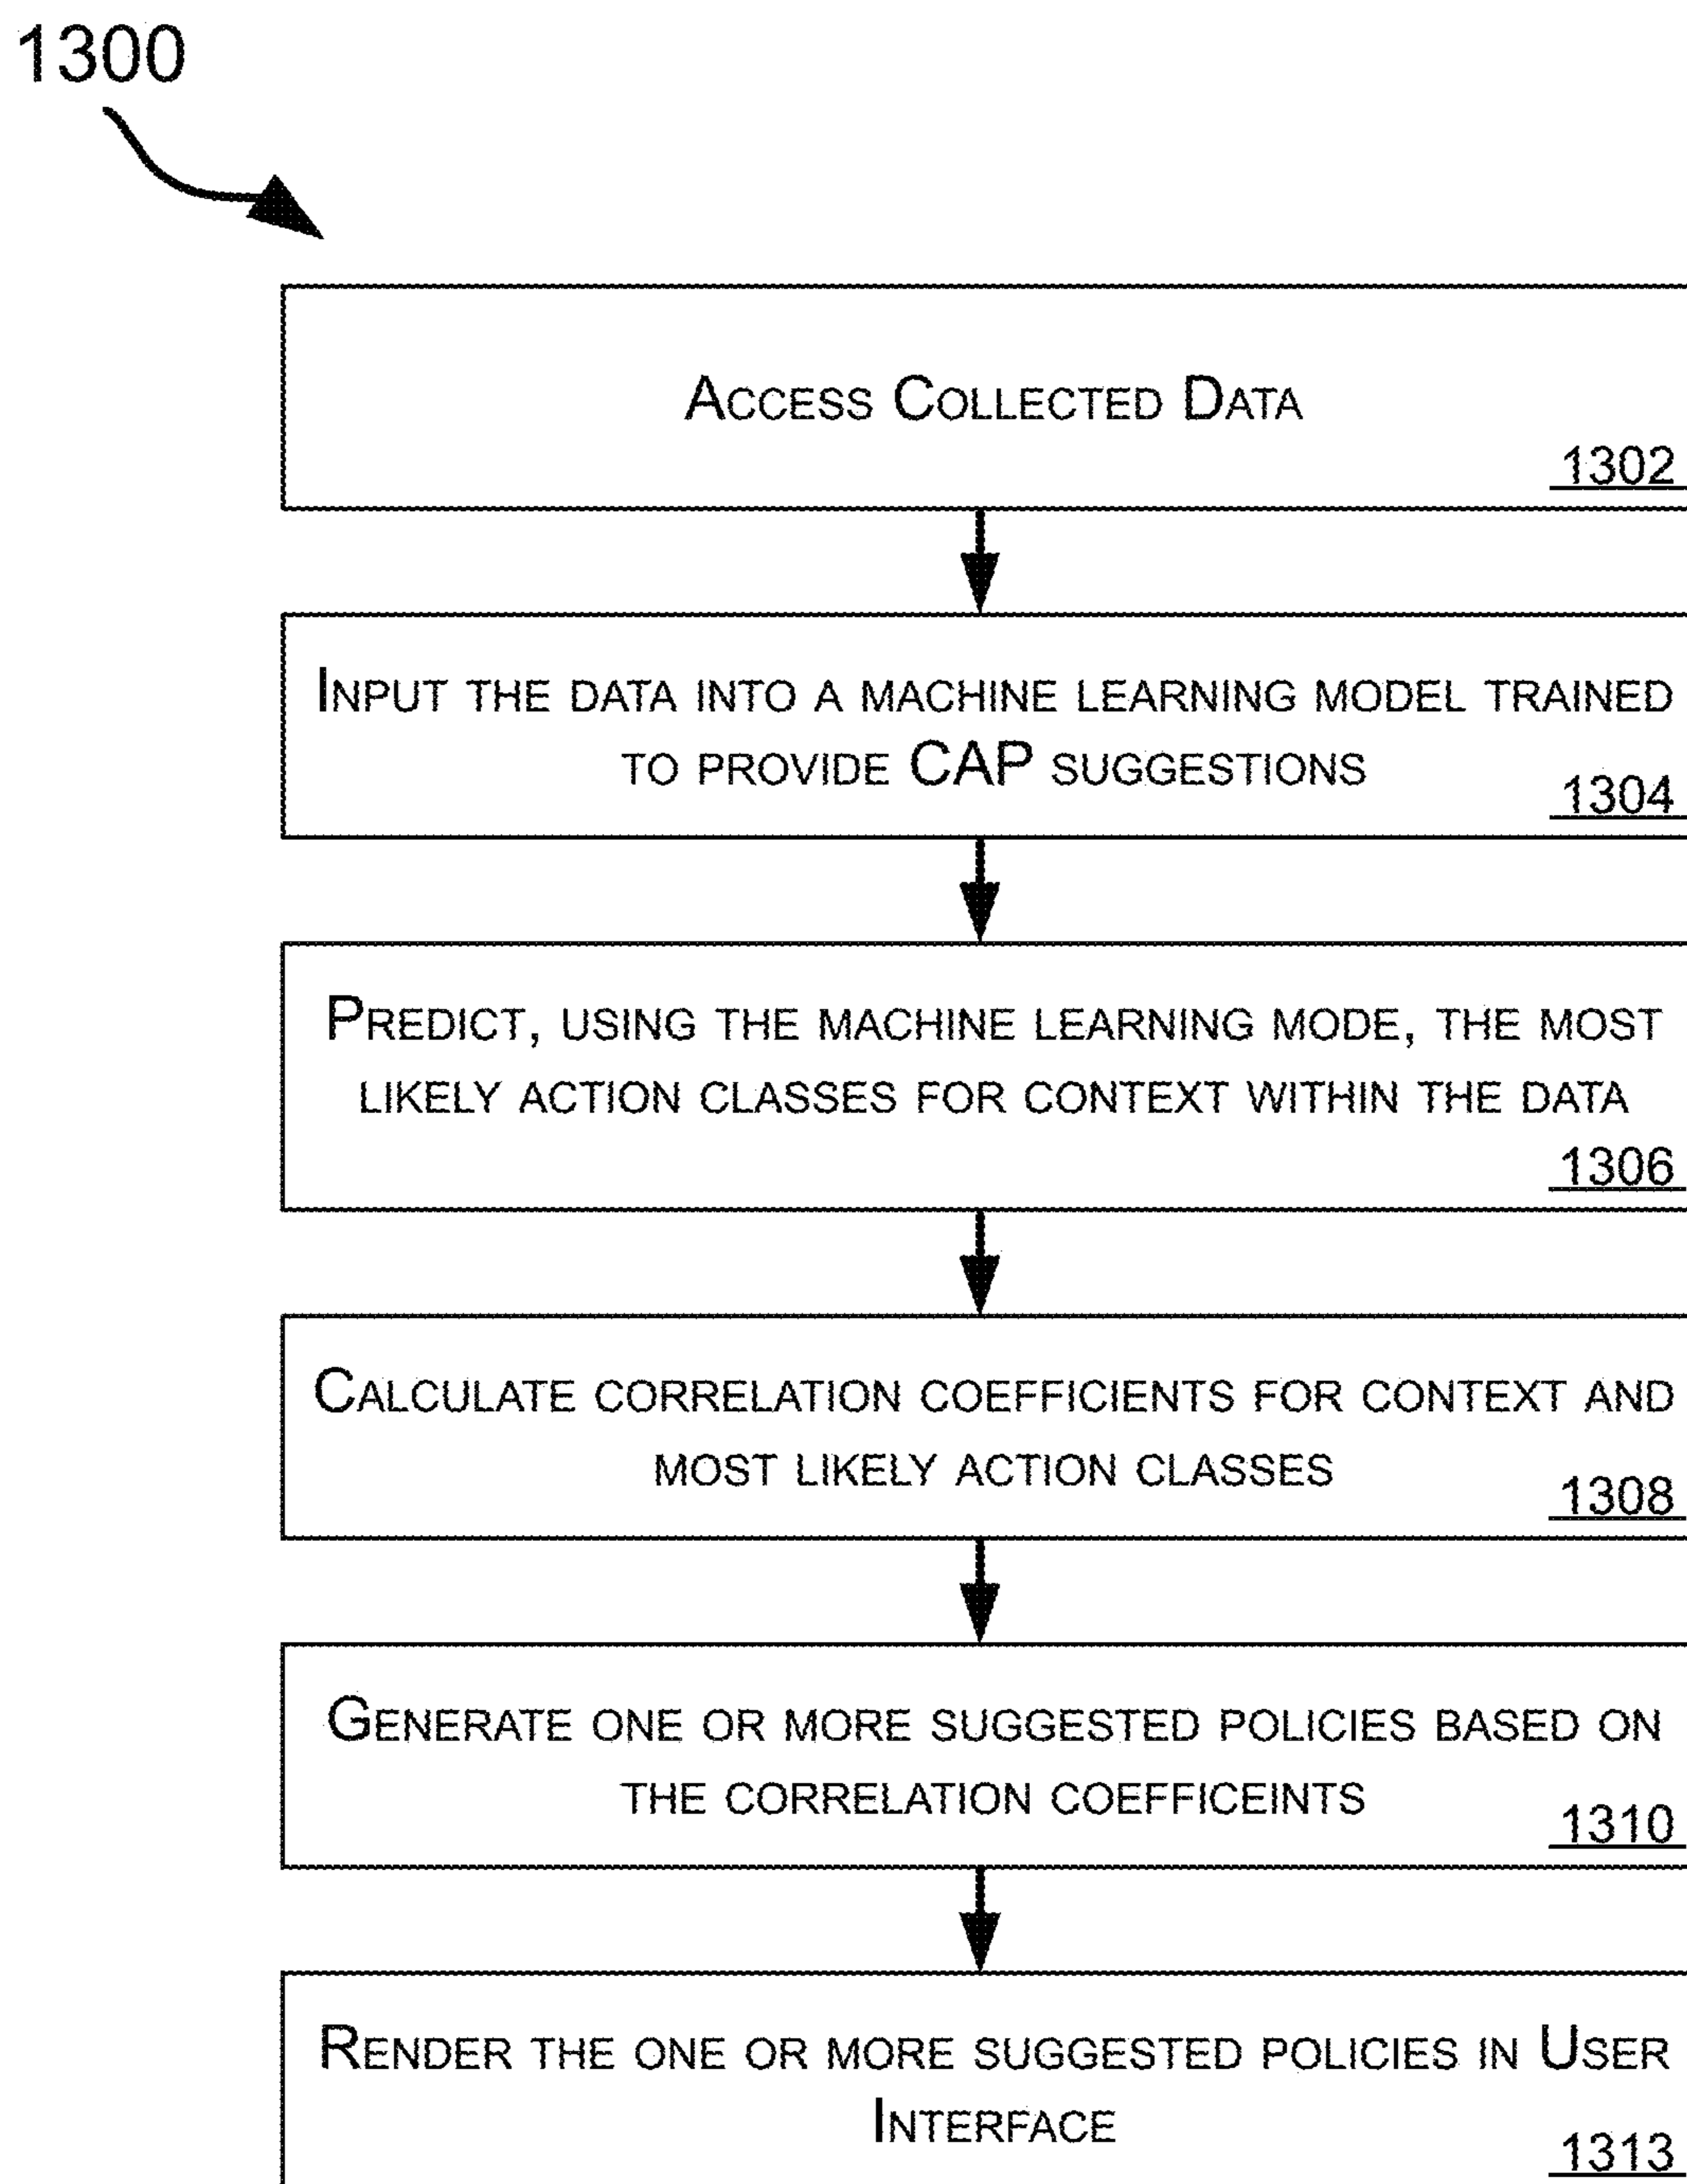 1300
ACCESS COLLECTED DATA
1302
INPUT THE DATA INTO A MACHINE LEARNING MODEL TRAINED
TO PROVIDE CAP SUGGESTIONS
1304
PREDICT, USING THE MACHINE LEARNING MODE, THE MOST
LIKELY ACTION CLASSES FOR CONTEXT WITHIN THE DATA
1306
CALCULATE CORRELATION COEFFICIENTS FOR CONTEXT AND
MOST LIKELY ACTION CLASSES
1308
GENERATE ONE OR MORE SUGGESTED POLICIES BASED ON
THE CORRELATION COEFFICEINTS
1310
RENDER THE ONE OR MORE SUGGESTED POLICIES IN USER
INTERFACE
1313